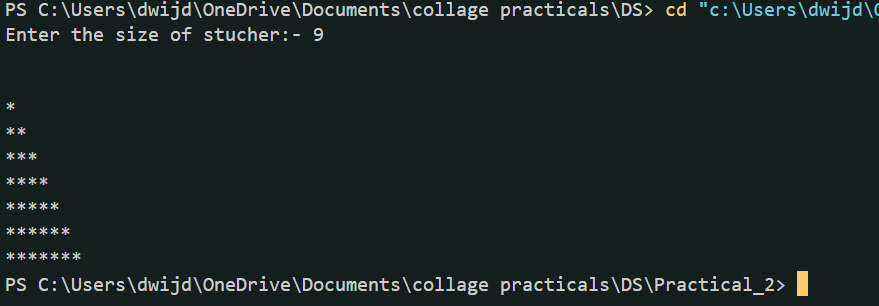 PS C:\Users\dwijd\OneDrive\Documents\collage practicals\DS> cd "c:\Users\dwijd\
Enter the size of stucher:- 9
*
**
***
****
*****
******
*******
PS C:\Users\dwijd\OneDrive\Documents\collage practicals\DS\Practical_2>